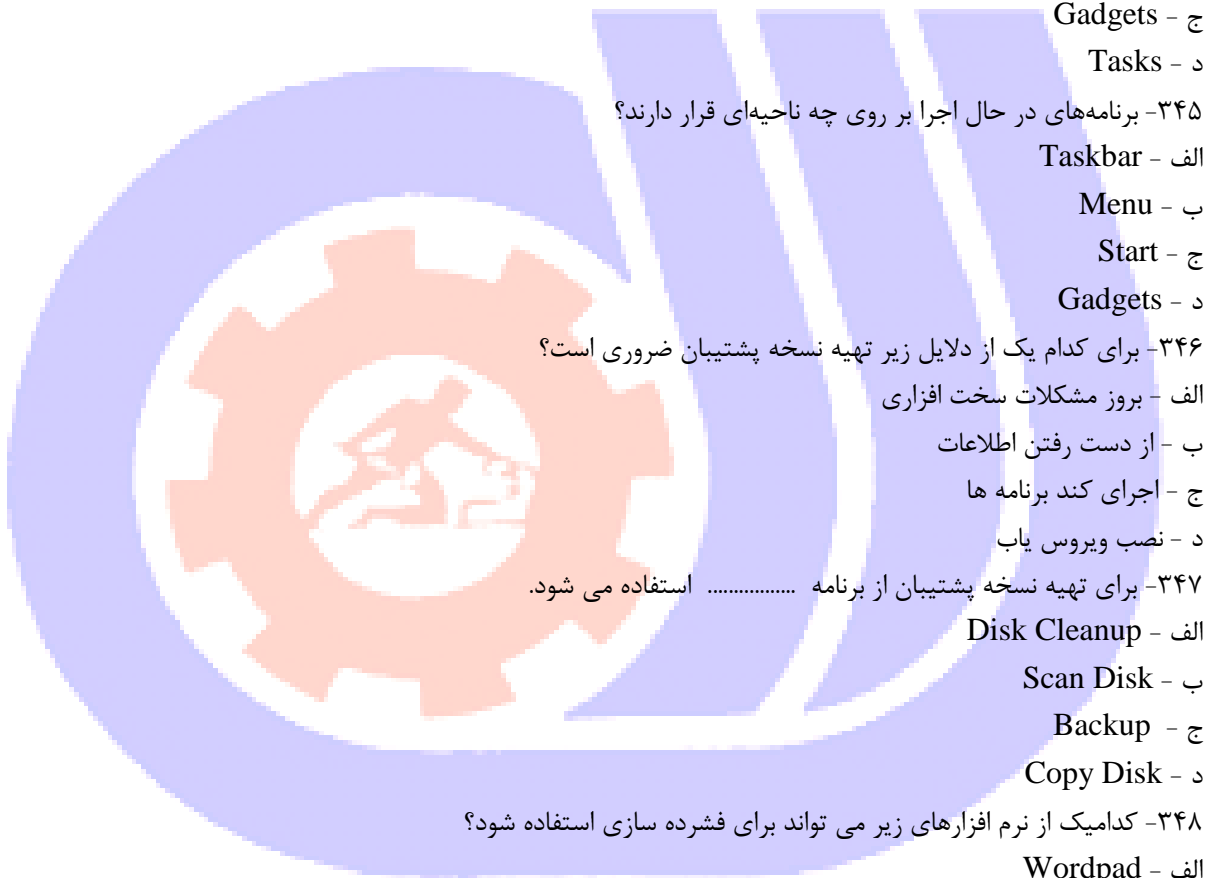 ج - Gadgets
د - Tasks
۳۴۵- برنامه‌های در حال اجرا بر روی چه ناحیه‌ای قرار دارند؟
الف - Taskbar
ب - Menu
ج - Start
د - Gadgets
۳۴۶- برای کدام یک از دلایل زیر تهیه نسخه پشتیبان ضروری است؟
الف - بروز مشکلات سخت افزاری
ب - از دست رفتن اطلاعات
ج - اجرای کند برنامه ها
د - نصب ویروس یاب
۳۴۷- برای تهیه نسخه پشتیبان از برنامه ................. استفاده می شود.
الف - Disk Cleanup
ب - Scan Disk
ج - Backup
د - Copy Disk
۳۴۸- کدامیک از نرم افزارهای زیر می تواند برای فشرده سازی استفاده شود؟
الف - Wordpad